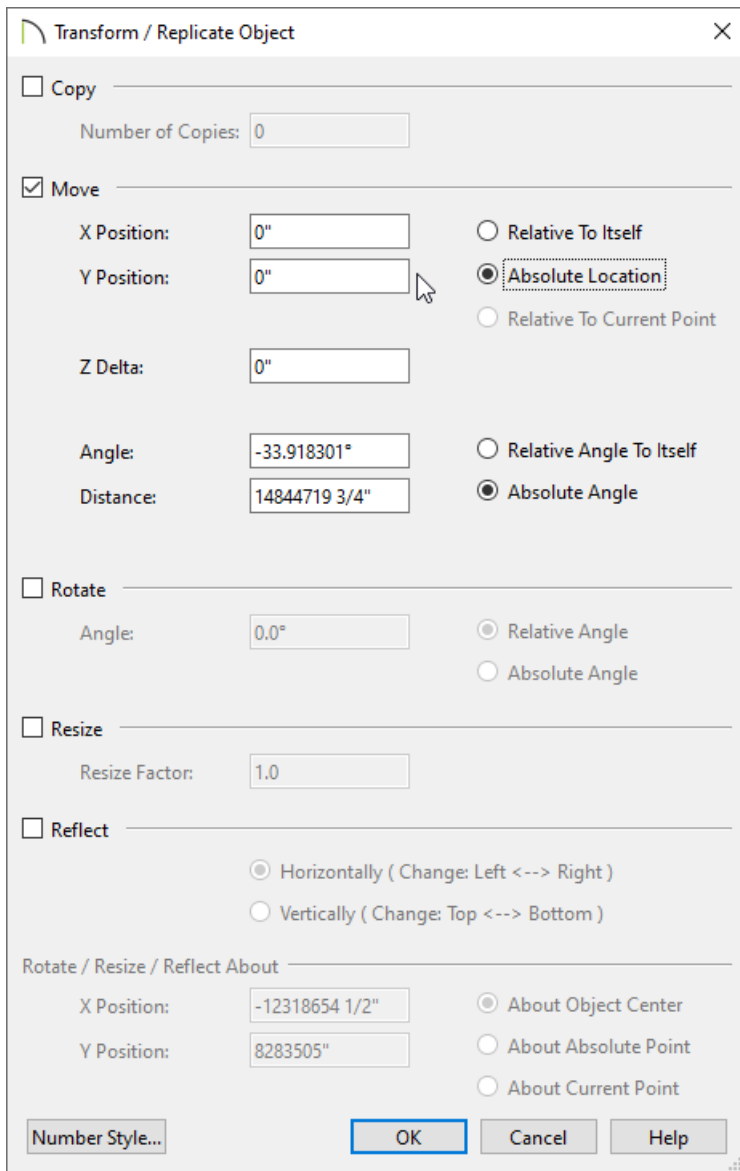 Transform / Replicate Object
Copy
Number of Copies: 0
Move
X Position: 0" Relative To Itself
Y Position: 0" Absolute Location
Relative To Current Point
Z Delta: 0"
Angle: -33.918301° Relative Angle To Itself
Distance: 14844719 3/4" Absolute Angle
Rotate
Angle: 0.0° Relative Angle
Absolute Angle
Resize
Resize Factor: 1.0
Reflect
Horizontally ( Change: Left <--> Right )
Vertically ( Change: Top <--> Bottom )
Rotate / Resize / Reflect About
X Position: -12318654 1/2" About Object Center
Y Position: 8283505" About Absolute Point
About Current Point
Number Style... OK Cancel Help